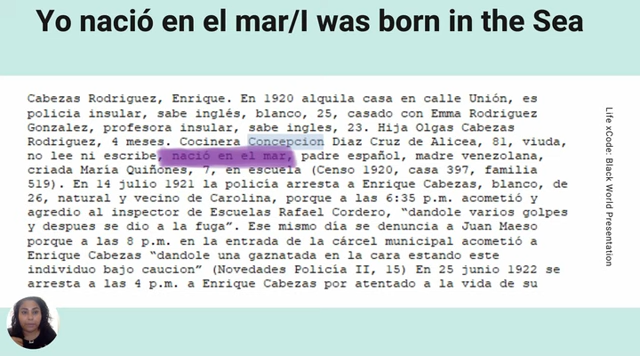 Yo nació en el mar/I was born in the Sea
Cabezas Rodriguez, Enrique. En 1920 alquila casa en calle Unión, es
policia insular, sabe inglés, blanco, 25, casado con Emma Rodriguez
Gonzalez, profesora insular, sabe ingles, 23. Hija Olgas Cabezas
Rodriguez, 4 meses. Cocinera Concepcion Diaz Cruz de Alicea, 81, viuda,
no lee ni escribe, nació en el mar, padre español, madre venezolana,
criada María Quiñones, 7, en escuela (Censo 1920, casa 397, familia
519). En 14 julio 1921 la policía arresta a Enrique Cabezas, blanco, de
26, natural y vecino de Carolina, porque a las 6:35 p.m. acometió y
agredio al inspector de Escuelas Rafael Cordero, "dandole varios golpes
y despues se dio a la fuga". Ese mismo día se denuncia a Juan Maeso
porque a las 8 p.m. en la entrada de la cárcel municipal acometió a
Enrique Cabezas "dandole una gaznatada en la cara estando este
individuo bajo caucion" (Novedades Policía II, 15) En 25 junio 1922 se
arresta a las 4 p.m. a Enrique Cabezas por atentado a la vida de su
Life xCode: Black World Presentation